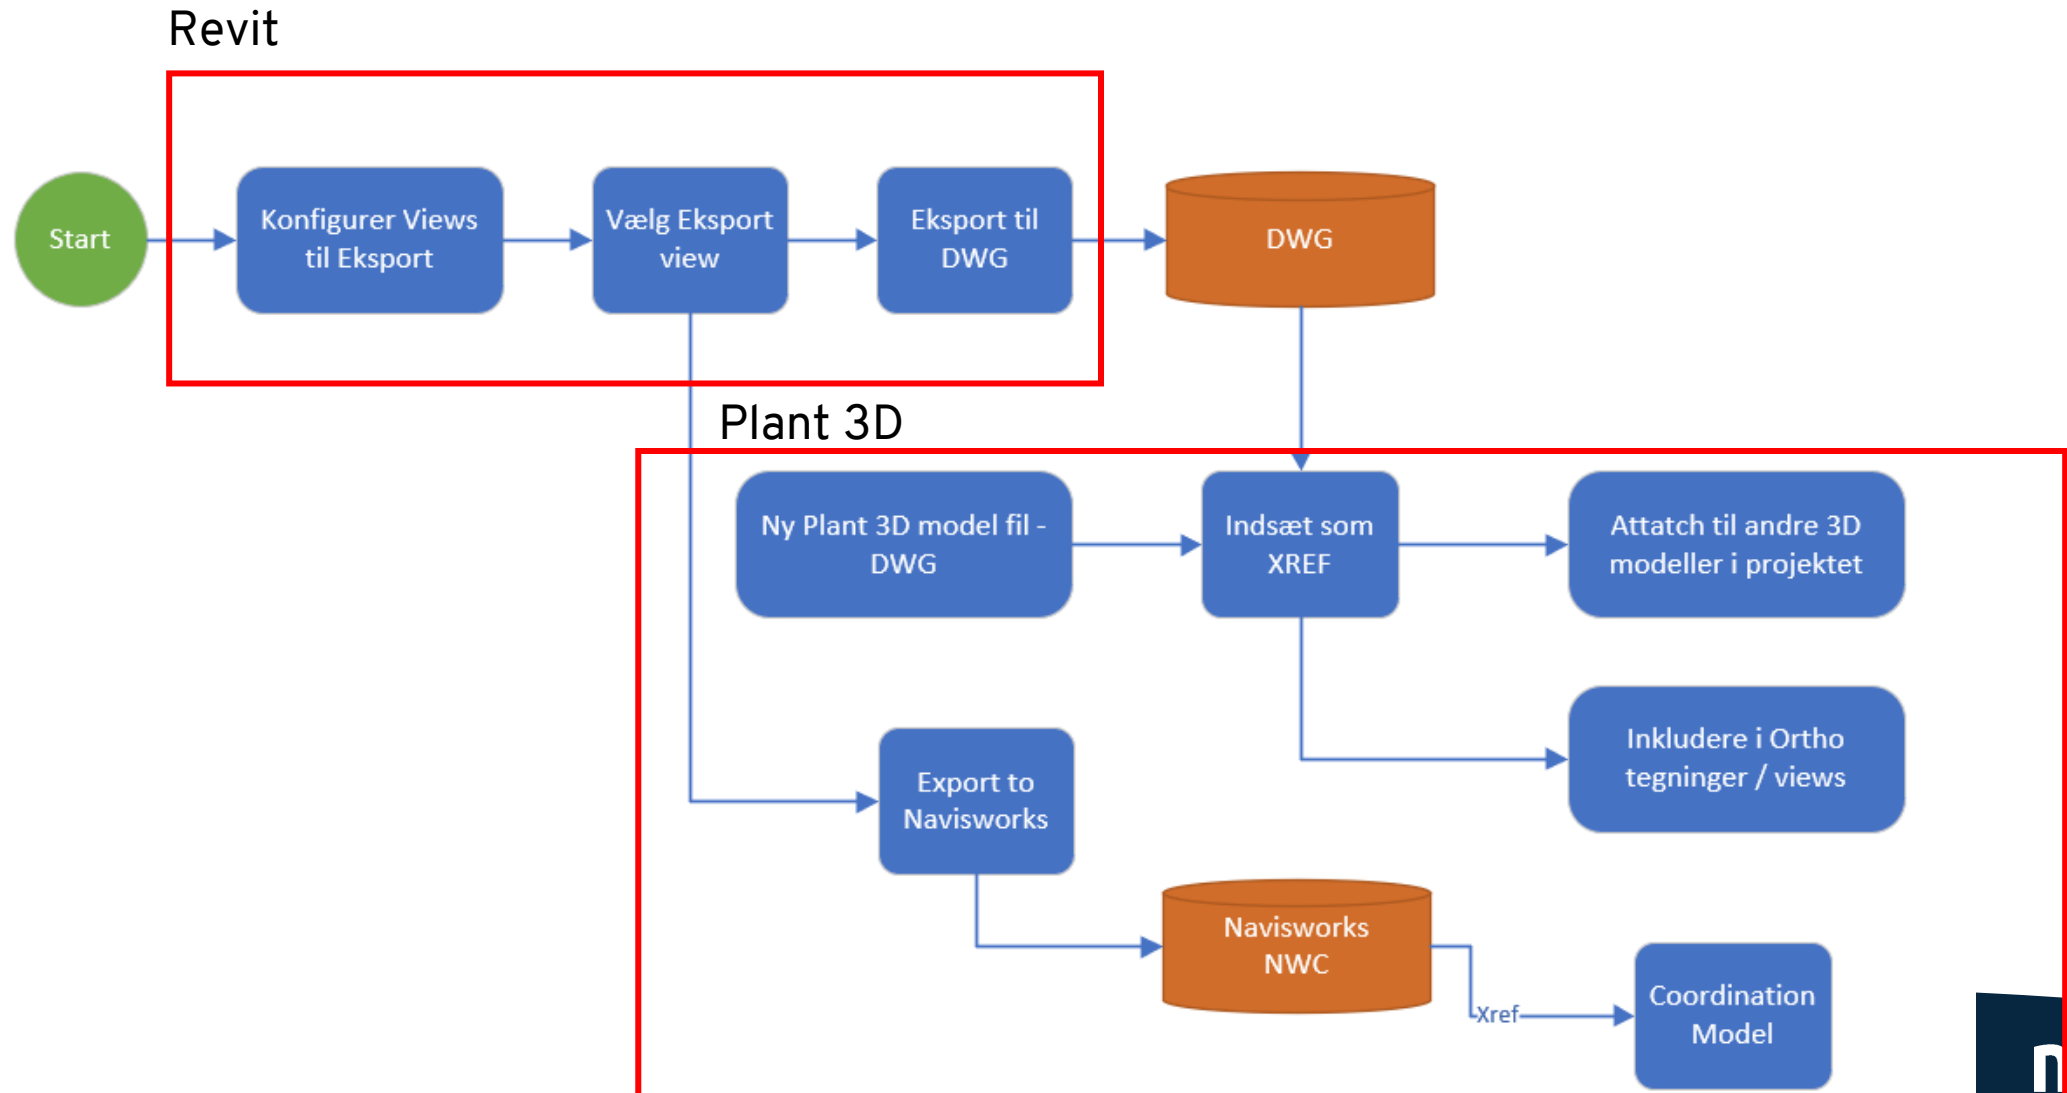 Revit
Start
Konfigurer Views
til Eksport
Vælg Eksport
view
Eksport til
DWG
DWG
Plant 3D
Ny Plant 3D model fil -
DWG
Indsæt som
XREF
Attatch til andre 3D
modeller i projektet
Inkludere i Ortho
tegninger / views
Export to
Navisworks
Navisworks
NWC
Xref
Coordination
Model